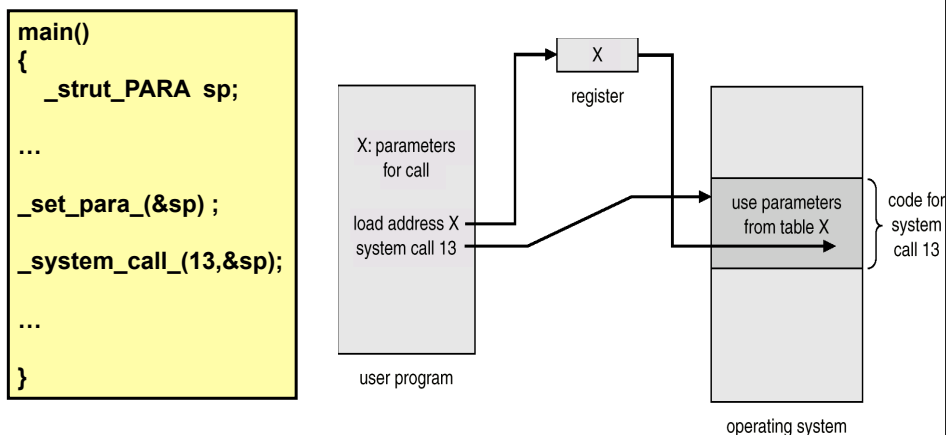 main()
{
_strut_PARA sp;
…
_set_para_(&sp) ;
_system_call_(13,&sp);
…
}
X
register
X: parameters
for call
load address X
system call 13
user program
use parameters
from table X
code for
system
call 13
operating system